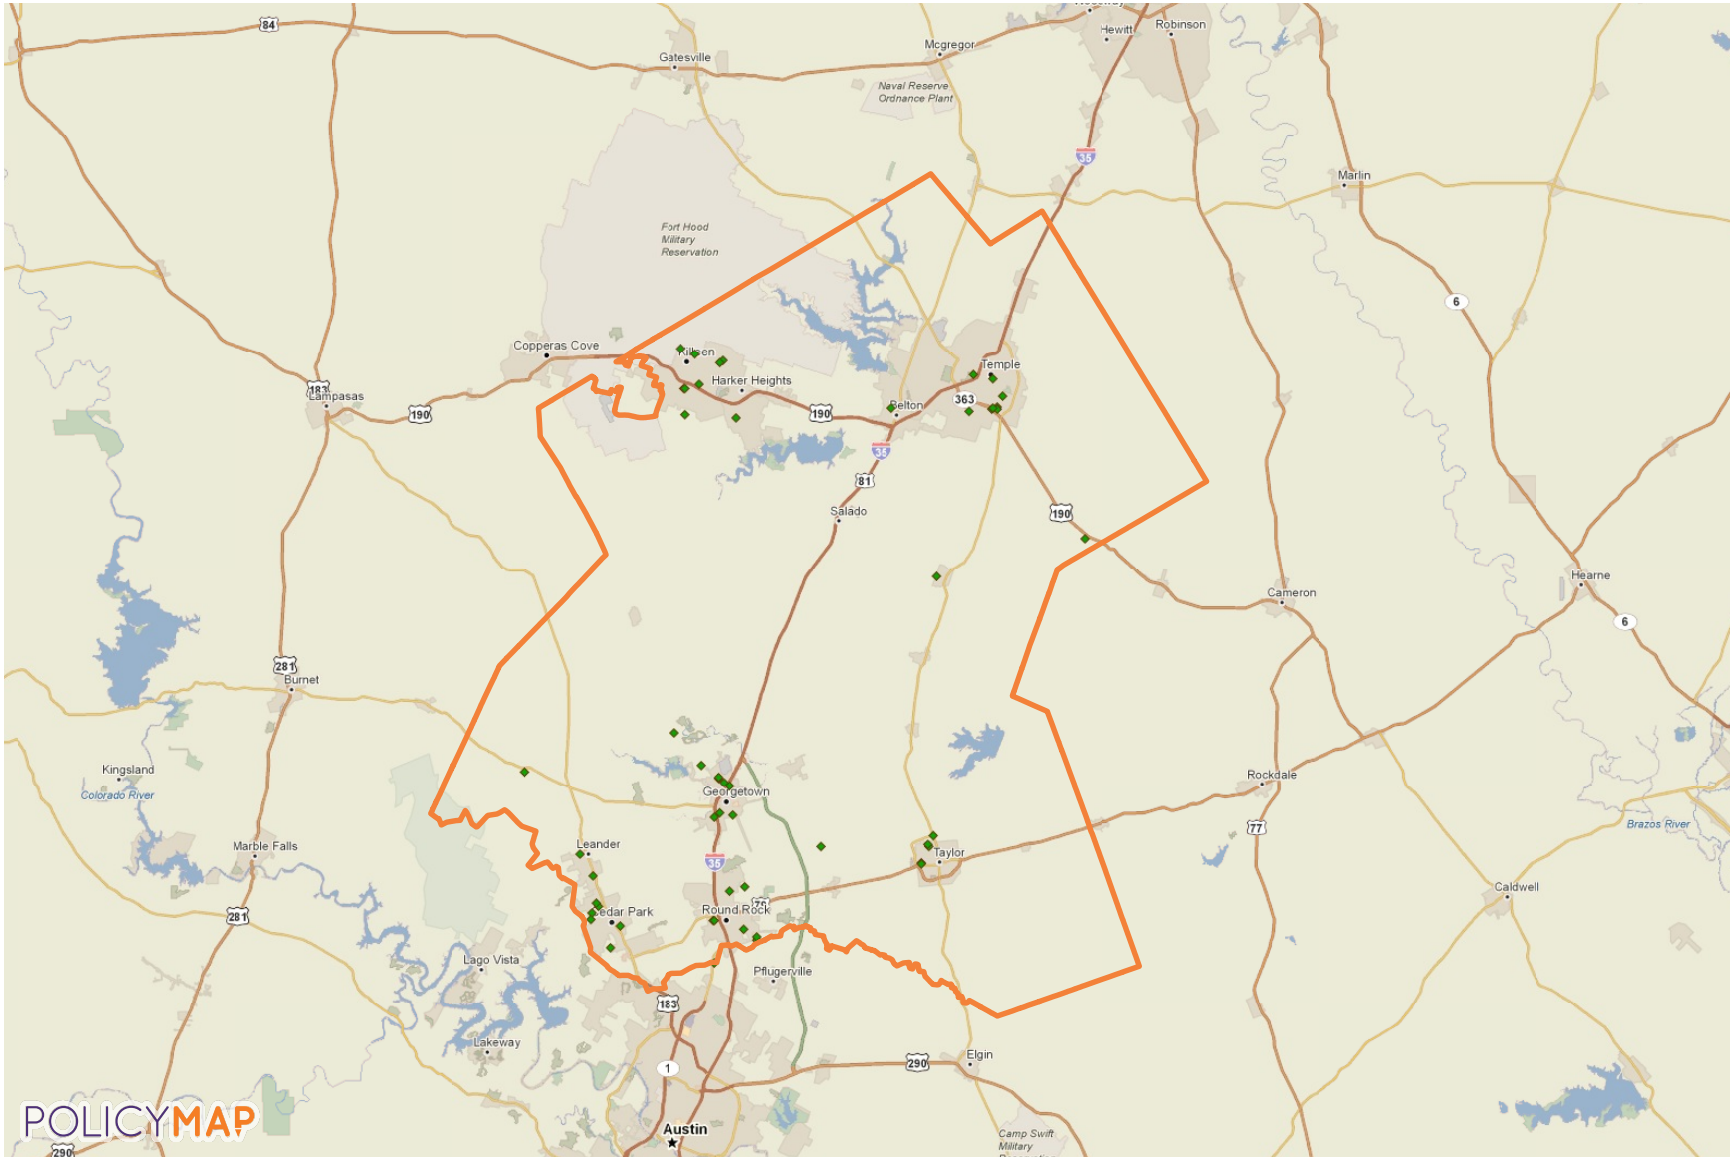 84
Gatesville
Mcgregor
Hewitt
Robinson
Naval Reserve
Ordnance Plant
35
Marlin
Fort Hood
Military
Reservation
6
Copperas Cove
Killeen
Harker Heights
Temple
183
Lampasas
190
190
Belton
363
35
81
190
Salado
Hearne
Cameron
6
281
Burnet
Kingsland
Colorado River
Georgetown
Rockdale
77
Brazos River
Marble Falls
Leander
35
Taylor
Caldwell
281
Cedar Park
Round Rock
79
Lago Vista
Pflugerville
183
Lakeway
1
290
Elgin
POLICYMAP
Austin
290
Camp Swift
Military